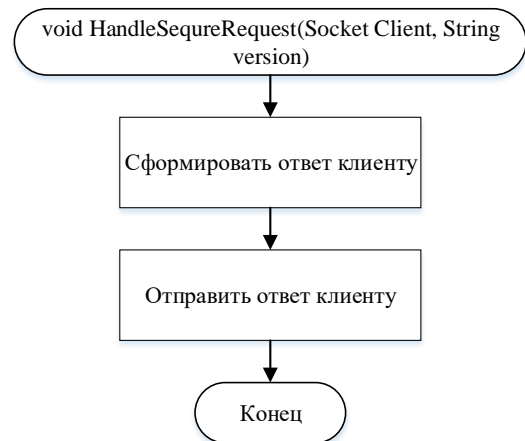 void HandleSequreRequest(Socket Client, String
version)
Сформировать ответ клиенту
Отправить ответ клиенту
Конец